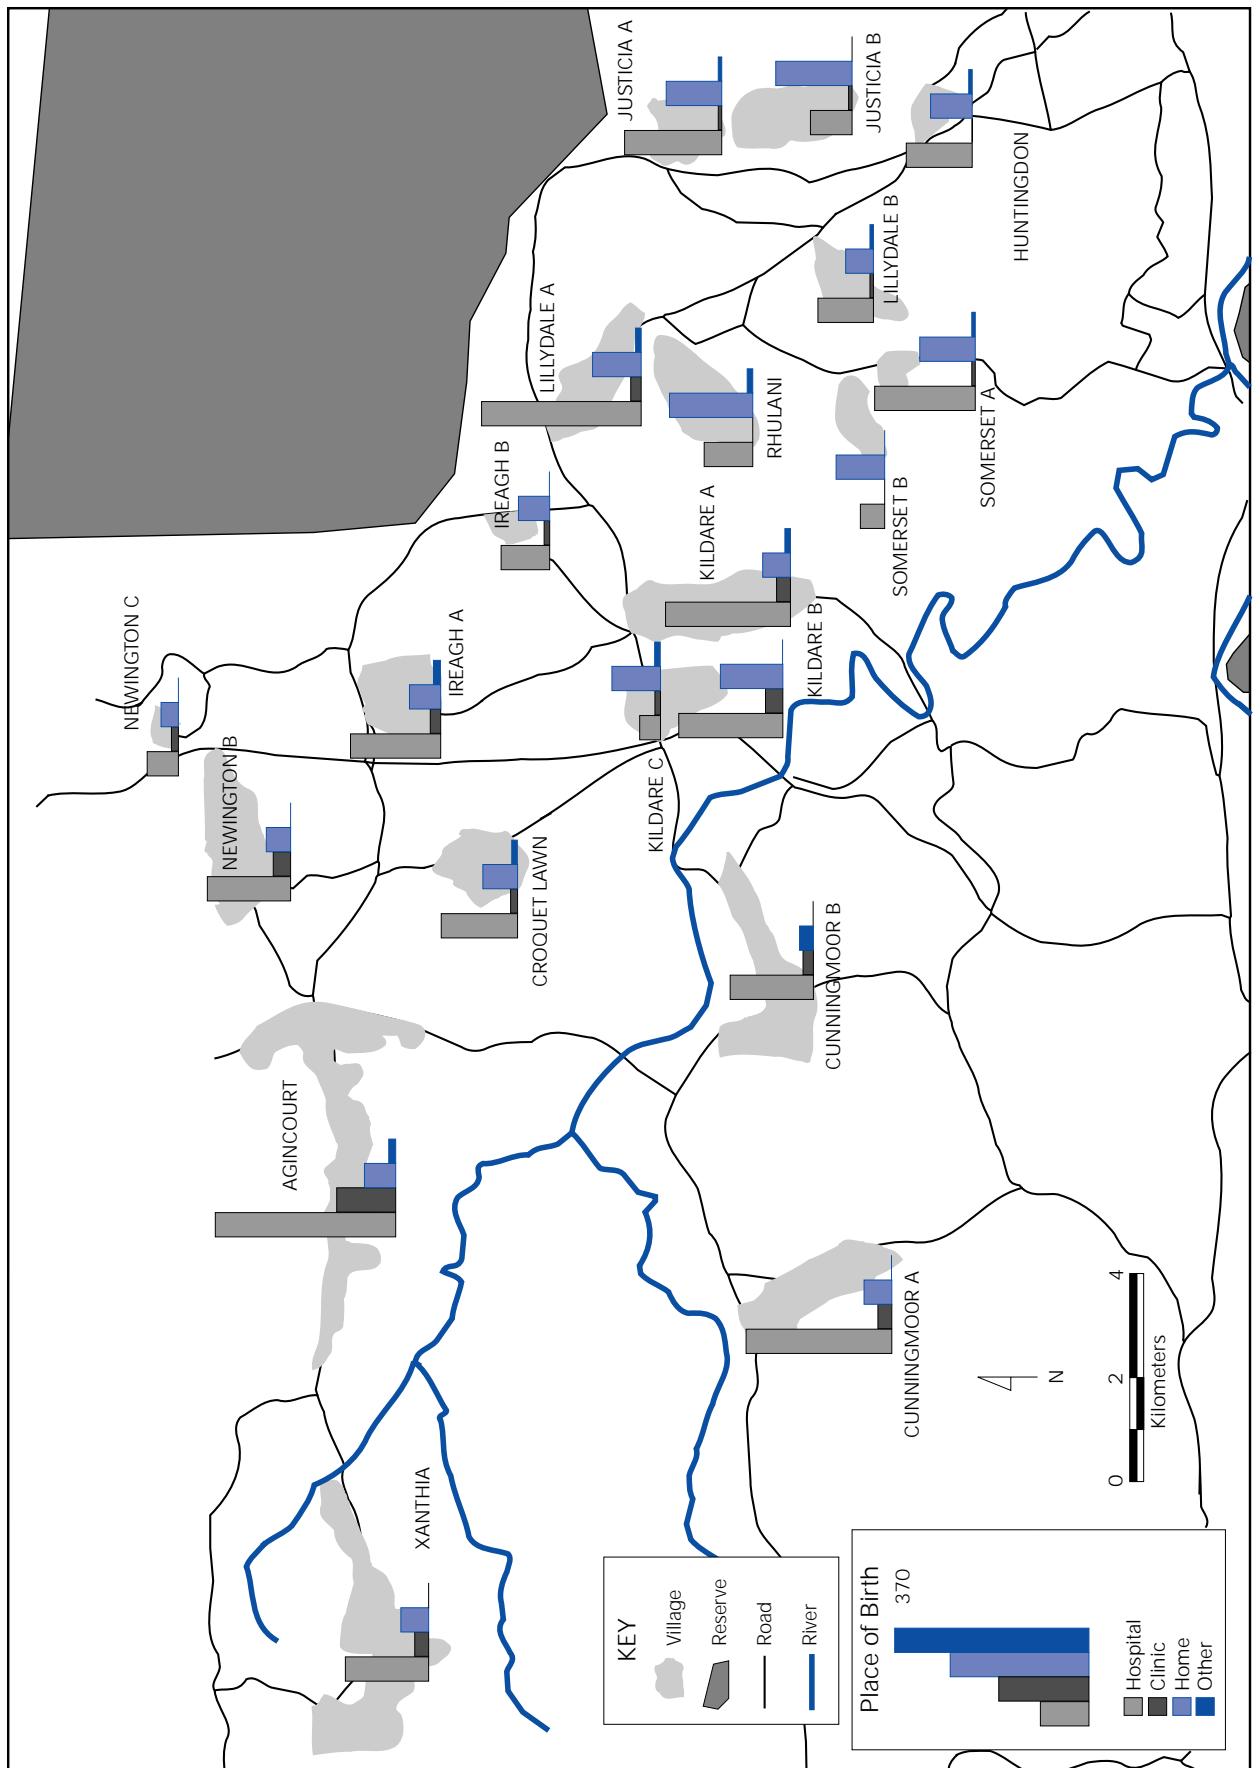 NEWINGTON C
NEWINGTON B
AGINCOURT
XANTHIA
IREAGH A
IREAGH B
CROQUET LAWN
LILLYDALE A
JUSTICIA A
JUSTICIA B
RHULANI
KILDARE A
KILDARE B
KILDARE C
LILLYDALE B
HUNTINGDON
SOMERSET A
SOMERSET B
CUNNINGMOOR B
CUNNINGMOOR A
N
0 2 4
Kilometers
KEY
Village
Reserve
Road
River
Place of Birth
370
Hospital
Clinic
Home
Other